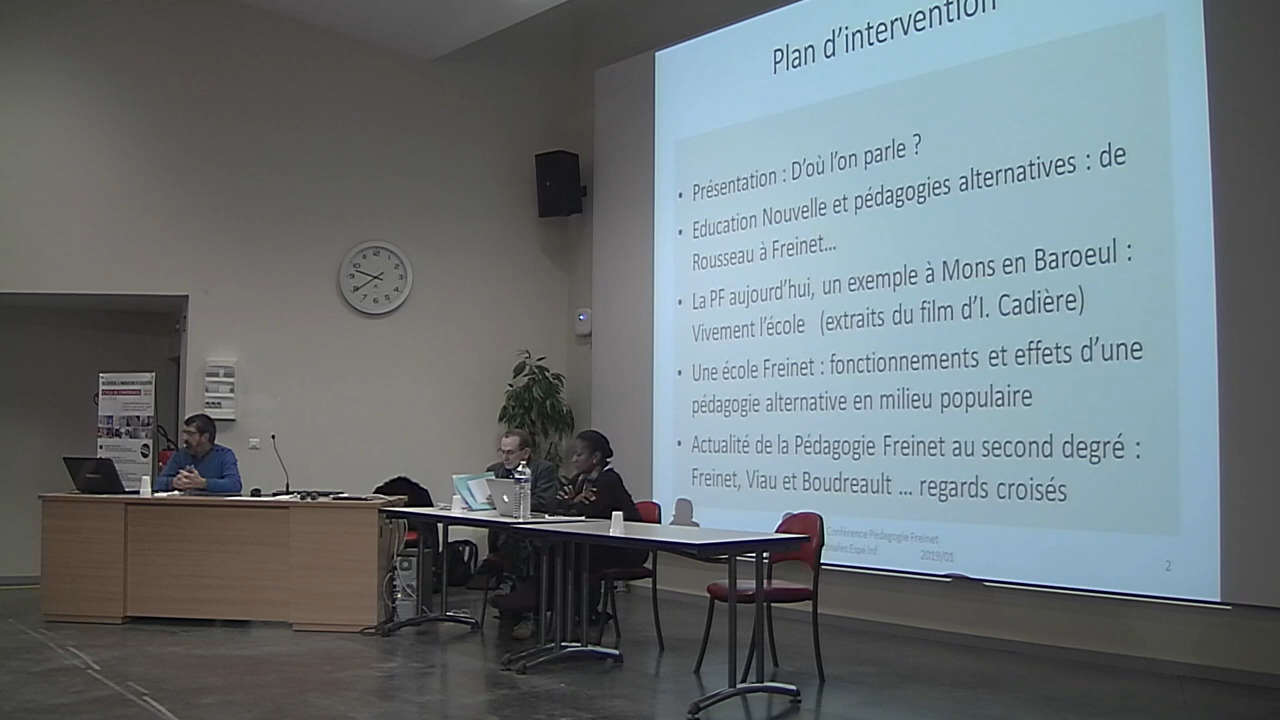 Plan d'intervention
• Présentation : D'où l'on parle ?
• Education Nouvelle et pédagogies alternatives : de
Rousseau à Freinet...
• La PF aujourd'hui, un exemple à Mons en Baroeul :
Vivement l'école (extraits du film d'I. Cadière)
• Une école Freinet : fonctionnements et effets d'une
pédagogie alternative en milieu populaire
• Actualité de la Pédagogie Freinet au second degré :
Freinet, Viau et Boudreault ... regards croisés
Conférence Pédagogie Freinet
Espé
2019/01
2